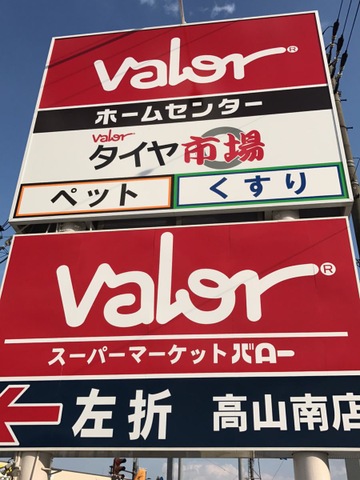 valor®
ホームセンター
valor
タイヤ市場
ペット くすり
valor®
スーパーマーケットバロー
左折 高山南店